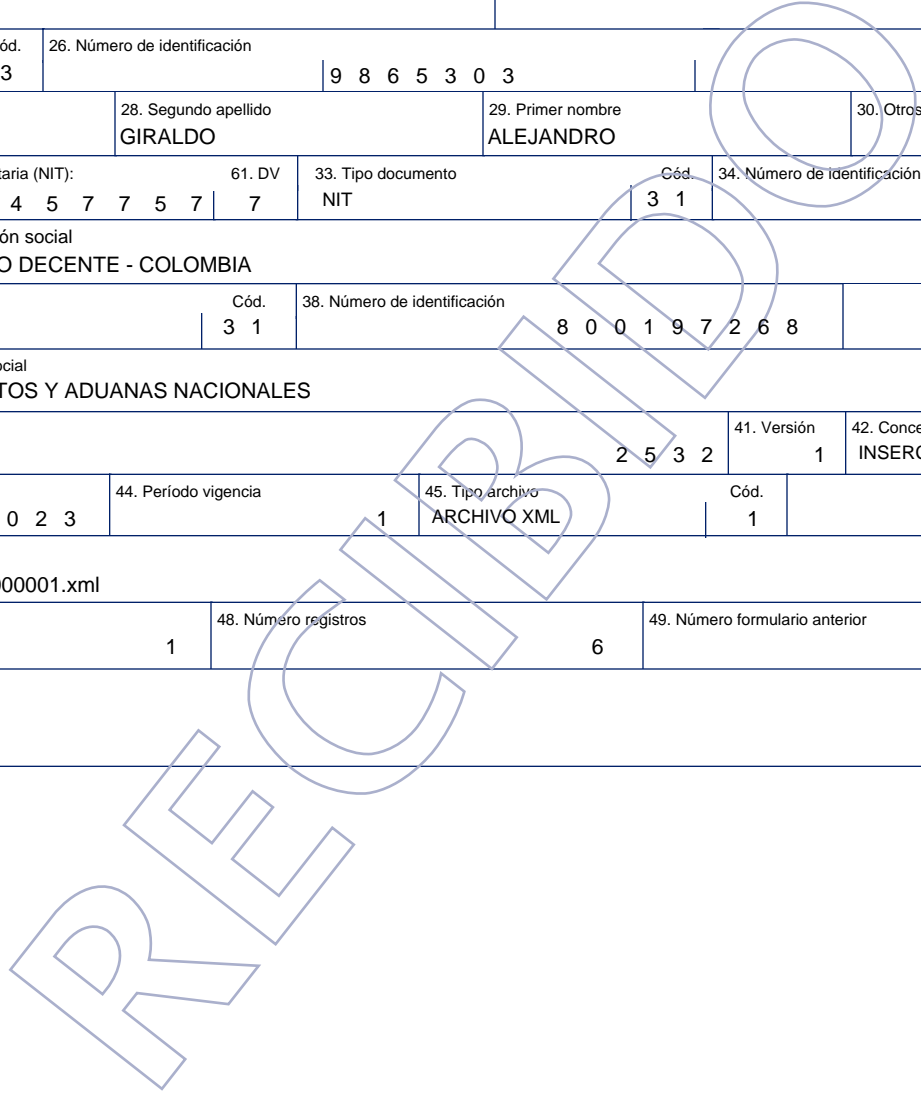 ód. 26. Número de identificación
3 9 8 6 5 3 0 3
28. Segundo apellido 29. Primer nombre 30. Otros
GIRALDO ALEJANDRO
taria (NIT): 61. DV 33. Tipo documento Cód. 34. Número de identificación
4 5 7 7 5 7 7 NIT 3 1
ón social
O DECENTE - COLOMBIA
Cód. 38. Número de identificación
3 1 8 0 0 1 9 7 2 6 8
ocial
TOS Y ADUANAS NACIONALES
41. Versión 42. Conce
2 5 3 2 1 INSERC
44. Período vigencia 45. Tipo archivo Cód.
0 2 3 1 ARCHIVO XML 1
000001.xml
48. Número registros 49. Número formulario anterior
1 6
RECIBIDO